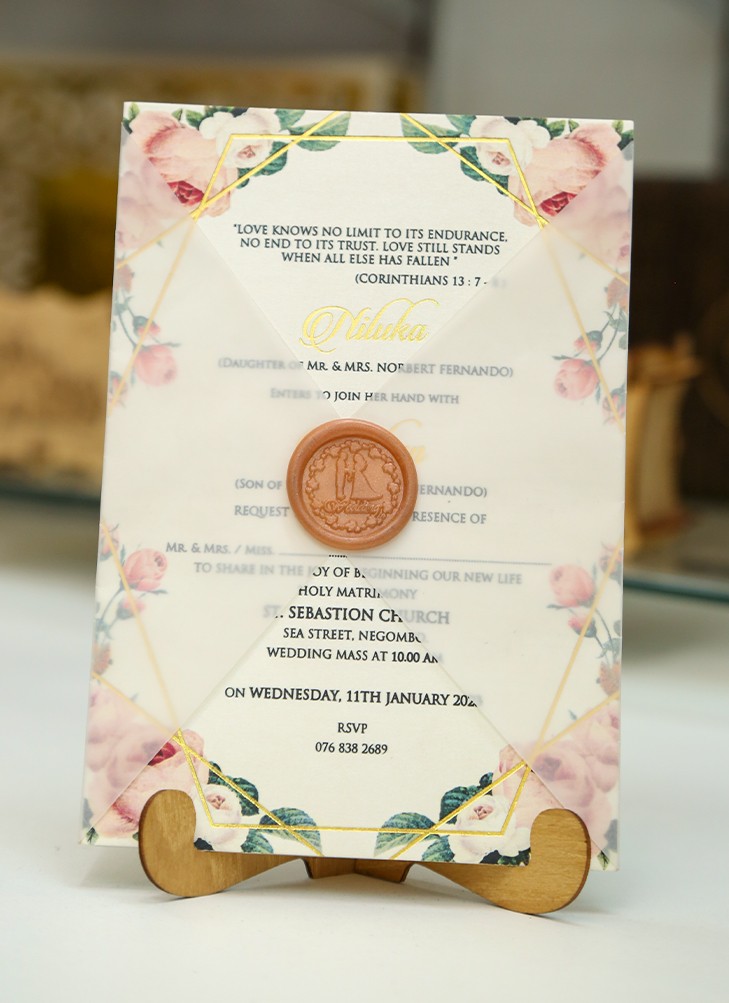 "LOVE KNOWS NO LIMIT TO ITS ENDURANCE,
NO END TO ITS TRUST. LOVE STILL STANDS
WHEN ALL ELSE HAS FALLEN "
(CORINTHIANS 13 : 7 -
Niluka
(DAUGHTER OF MR. & MRS. NORBERT FERNANDO)
ENTERS TO JOIN HER HAND WITH
(SON OF
REQUEST
MR. & MRS. / MISS.
TO SHARE IN THE JOY OF BEGINNING OUR NEW LIFE
HOLY MATRIMONY
ST. SEBASTION CHURCH
SEA STREET, NEGOMBO
WEDDING MASS AT 10.00 AM
ON WEDNESDAY, 11TH JANUARY
RSVP
076 838 2689